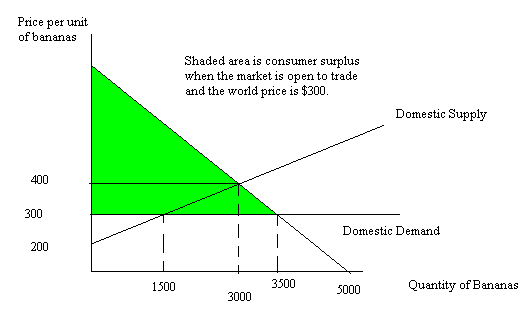 Price per unit
of bananas
Shaded area is consumer surplus
when the market is open to trade
and the world price is $300.
Domestic Supply
400
300
Domestic Demand
200
1500
3000
3500
5000
Quantity of Bananas